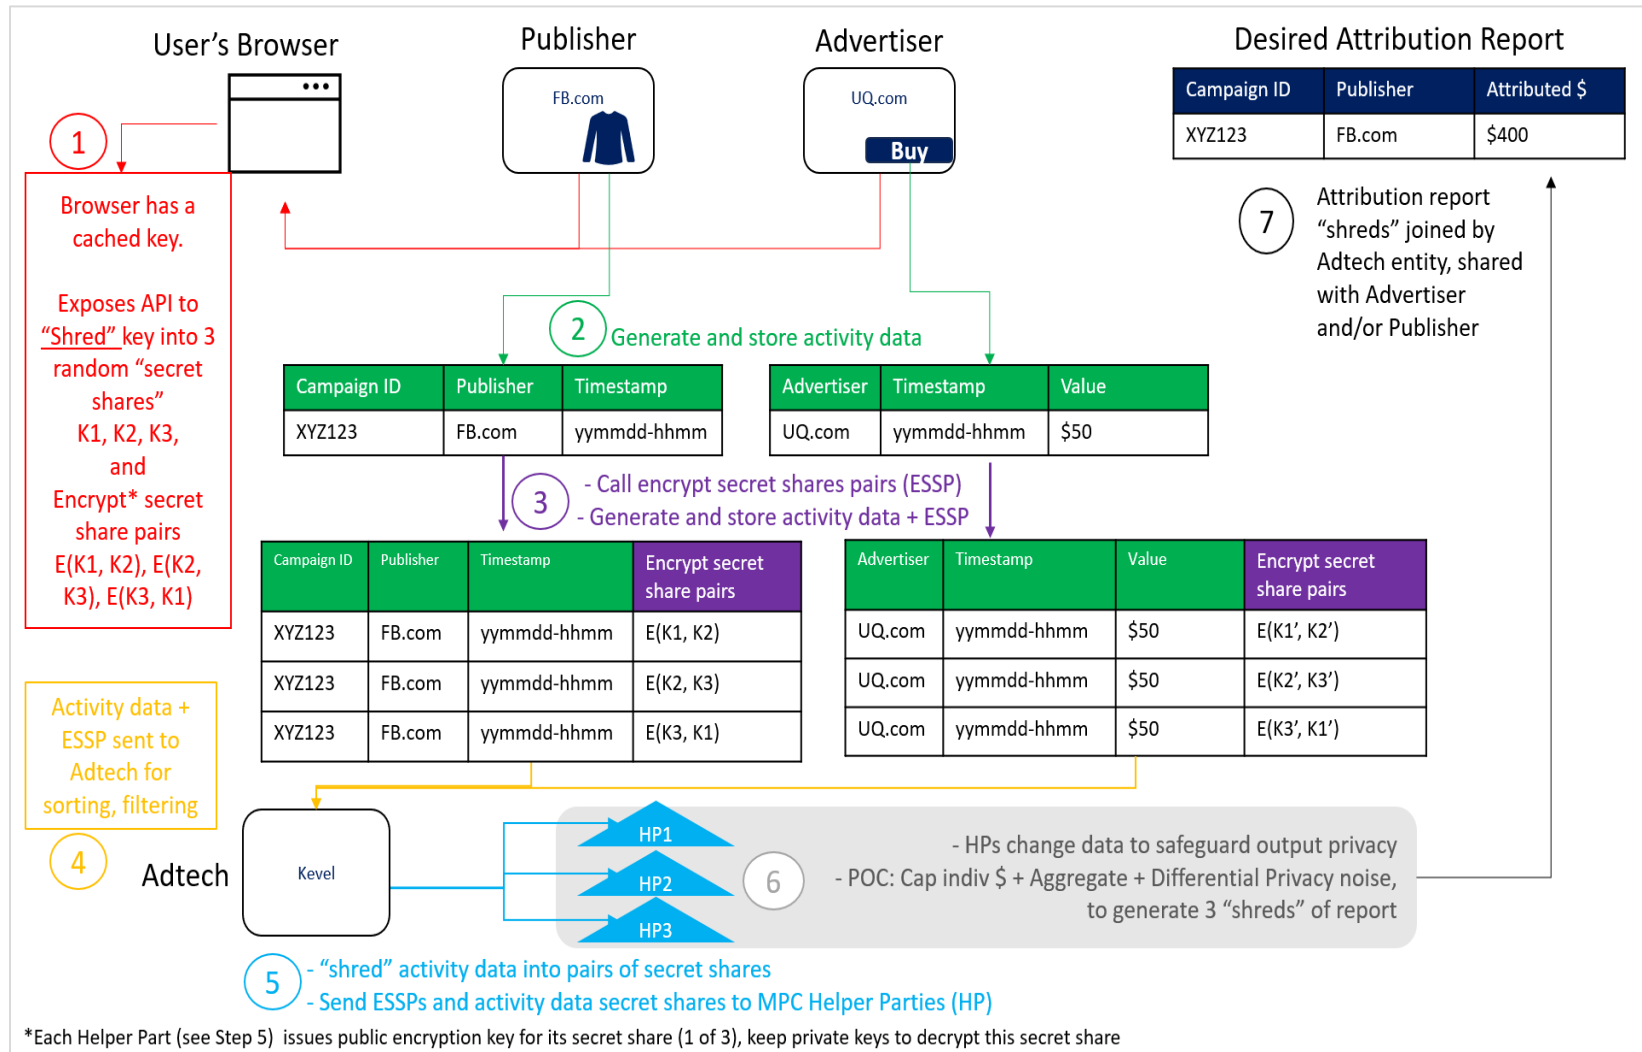 User's Browser
Publisher
Advertiser
Desired Attribution Report
FB.com
UQ.com
Buy
Campaign ID Publisher Attributed $
XYZ123 FB.com $400
1
Browser has a
cached key.
Exposes API to
“Shred” key into 3
random “secret
shares”
K1, K2, K3,
and
Encrypt* secret
share pairs
E(K1, K2), E(K2,
K3), E(K3, K1)
7
Attribution report
“shreds” joined by
Adtech entity, shared
with Advertiser
and/or Publisher
2
Generate and store activity data
Campaign ID Publisher Timestamp
XYZ123 FB.com yymmdd-hhmm
Advertiser Timestamp Value
UQ.com yymmdd-hhmm $50
3
- Call encrypt secret shares pairs (ESSP)
- Generate and store activity data + ESSP
Campaign ID Publisher Timestamp Encrypt secret
share pairs
XYZ123 FB.com yymmdd-hhmm E(K1, K2)
XYZ123 FB.com yymmdd-hhmm E(K2, K3)
XYZ123 FB.com yymmdd-hhmm E(K3, K1)
Advertiser Timestamp Value Encrypt secret
share pairs
UQ.com yymmdd-hhmm $50 E(K1’, K2’)
UQ.com yymmdd-hhmm $50 E(K2’, K3’)
UQ.com yymmdd-hhmm $50 E(K3’, K1’)
Activity data +
ESSP sent to
Adtech for
sorting, filtering
4
Adtech
Kevel
HP1
HP2
HP3
6
- HPs change data to safeguard output privacy
- POC: Cap indiv $ + Aggregate + Differential Privacy noise,
to generate 3 “shreds” of report
5
- “shred” activity data into pairs of secret shares
- Send ESSPs and activity data secret shares to MPC Helper Parties (HP)
*Each Helper Part (see Step 5) issues public encryption key for its secret share (1 of 3), keep private keys to decrypt this secret share